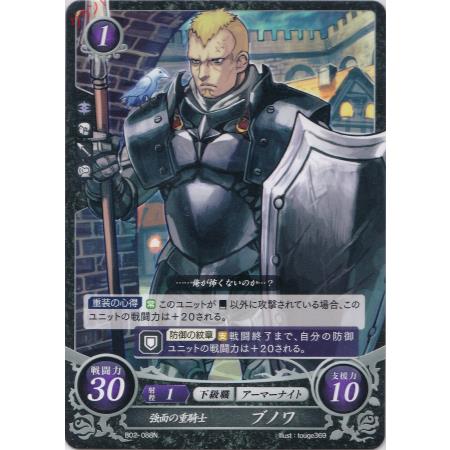 1
……俺が怖くないのか…？
重装の心得 常 このユニットが■以外に攻撃されている場合、この
ユニットの戦闘力は＋20される。
防御の紋章 支 戦闘終了まで、自分の防御
ユニットの戦闘力は＋20される。
戦闘力
30
射程 1 下級職 アーマーナイト
支援力
10
強面の重騎士 ブノワ
B02-088N
Illust : touge369